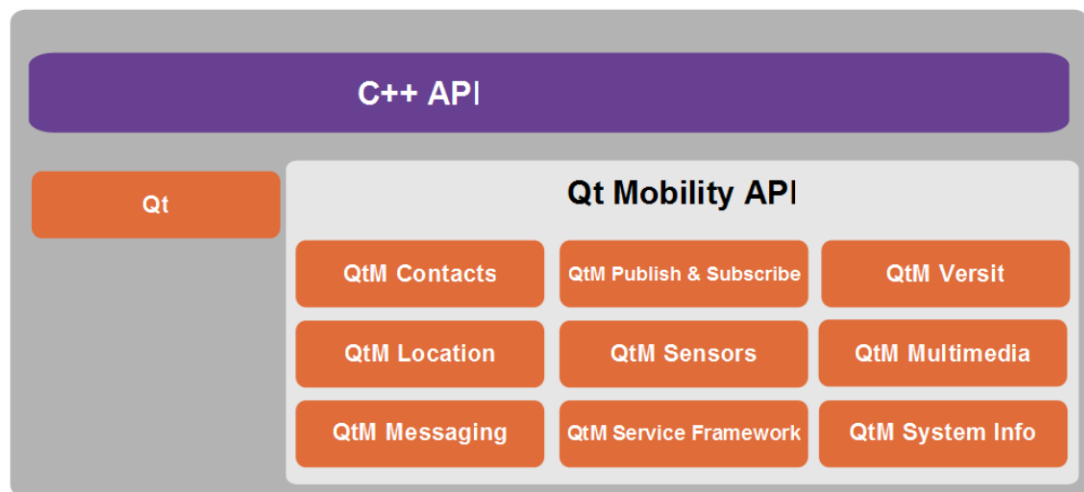 C++ API
Qt
Qt Mobility API
QtM Contacts
QtM Publish & Subscribe
QtM Versit
QtM Location
QtM Sensors
QtM Multimedia
QtM Messaging
QtM Service Framework
QtM System Info